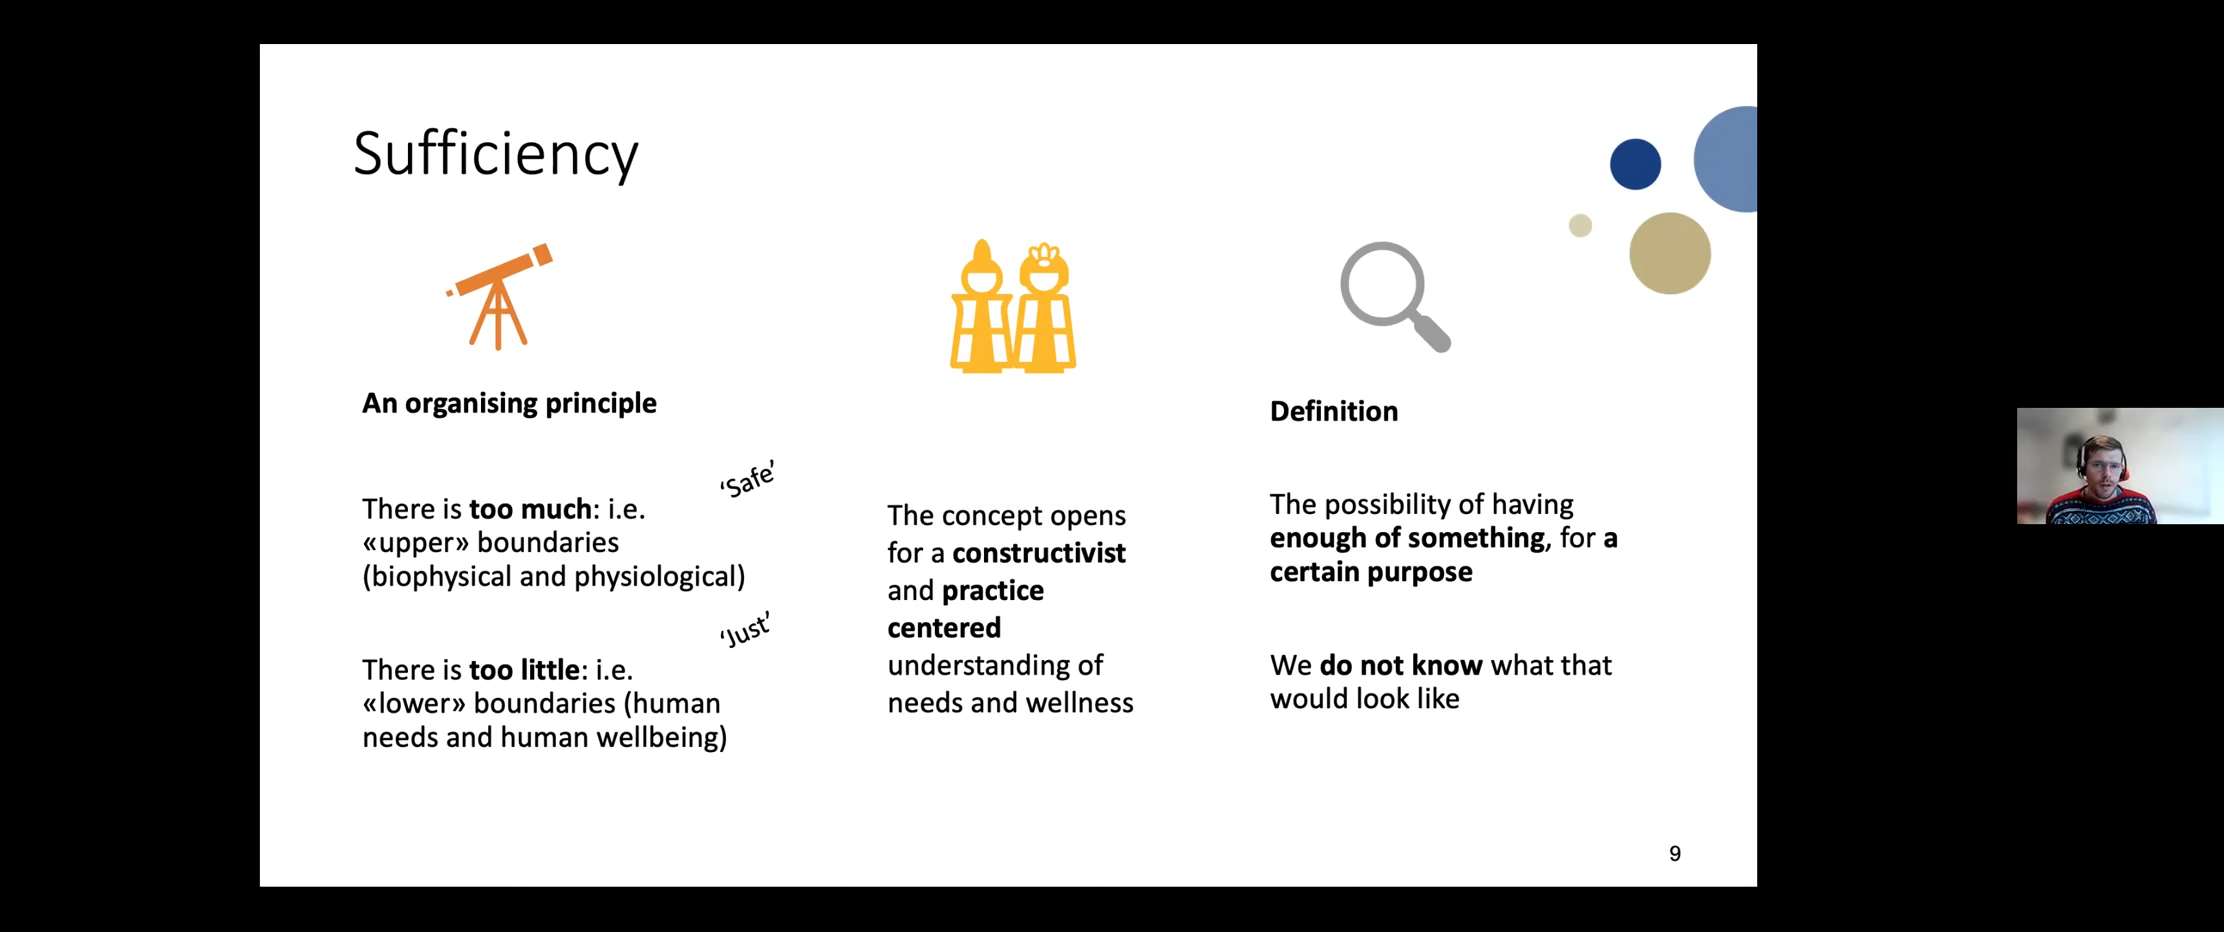 Sufficiency
An organising principle
'Safe'
There is too much: i.e.
«upper» boundaries
(biophysical and physiological)
'Just'
There is too little: i.e.
«lower» boundaries (human
needs and human wellbeing)
The concept opens
for a constructivist
and practice
centered
understanding of
needs and wellness
Definition
The possibility of having
enough of something, for a
certain purpose
We do not know what that
would look like
9